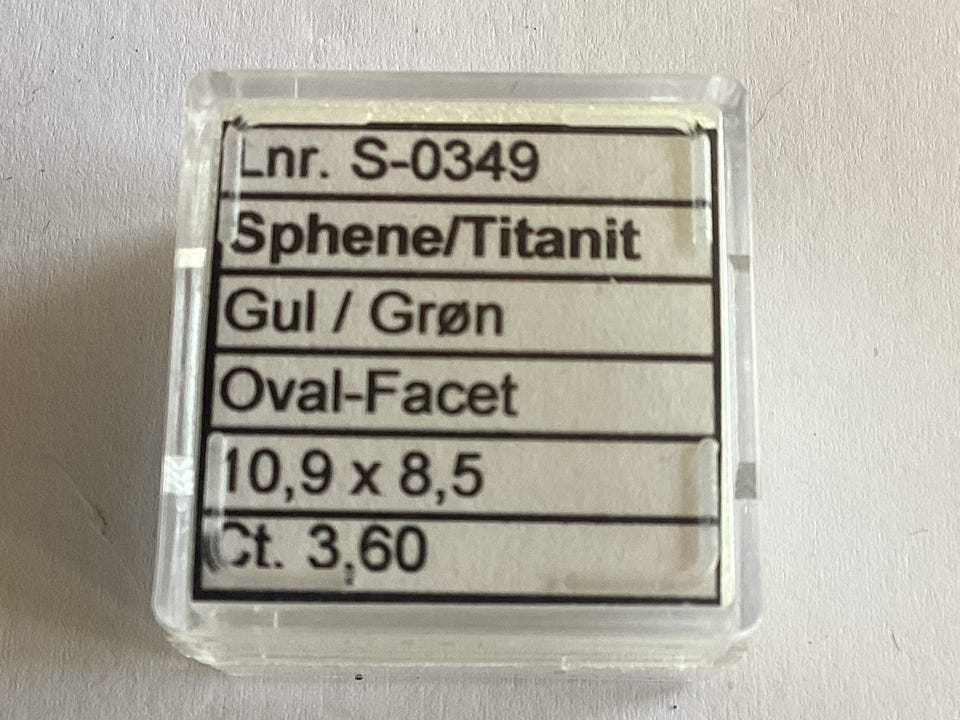 Lnr. S-0349
Sphene/Titanit
Gul / Grøn
Oval-Facet
10,9 x 8,5
Ct. 3,60